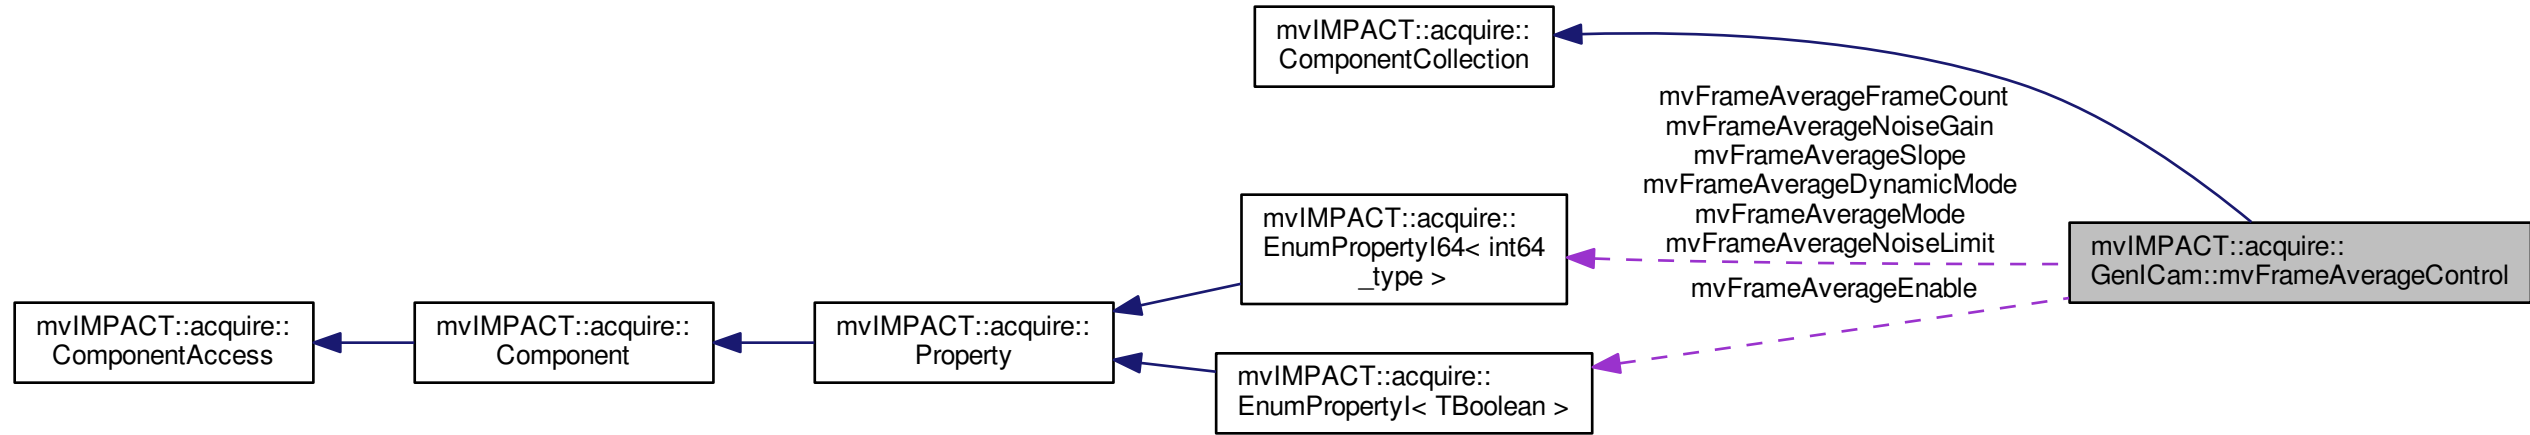 mvIMPACT::acquire::
ComponentCollection
mvFrameAverageFrameCount
mvFrameAverageNoiseGain
mvFrameAverageSlope
mvFrameAverageDynamicMode
mvFrameAverageMode
mvFrameAverageNoiseLimit
mvIMPACT::acquire::
EnumPropertyI64< int64
_type >
mvIMPACT::acquire::
GenICam::mvFrameAverageControl
mvFrameAverageEnable
mvIMPACT::acquire::
ComponentAccess
mvIMPACT::acquire::
Component
mvIMPACT::acquire::
Property
mvIMPACT::acquire::
EnumPropertyI< TBoolean >